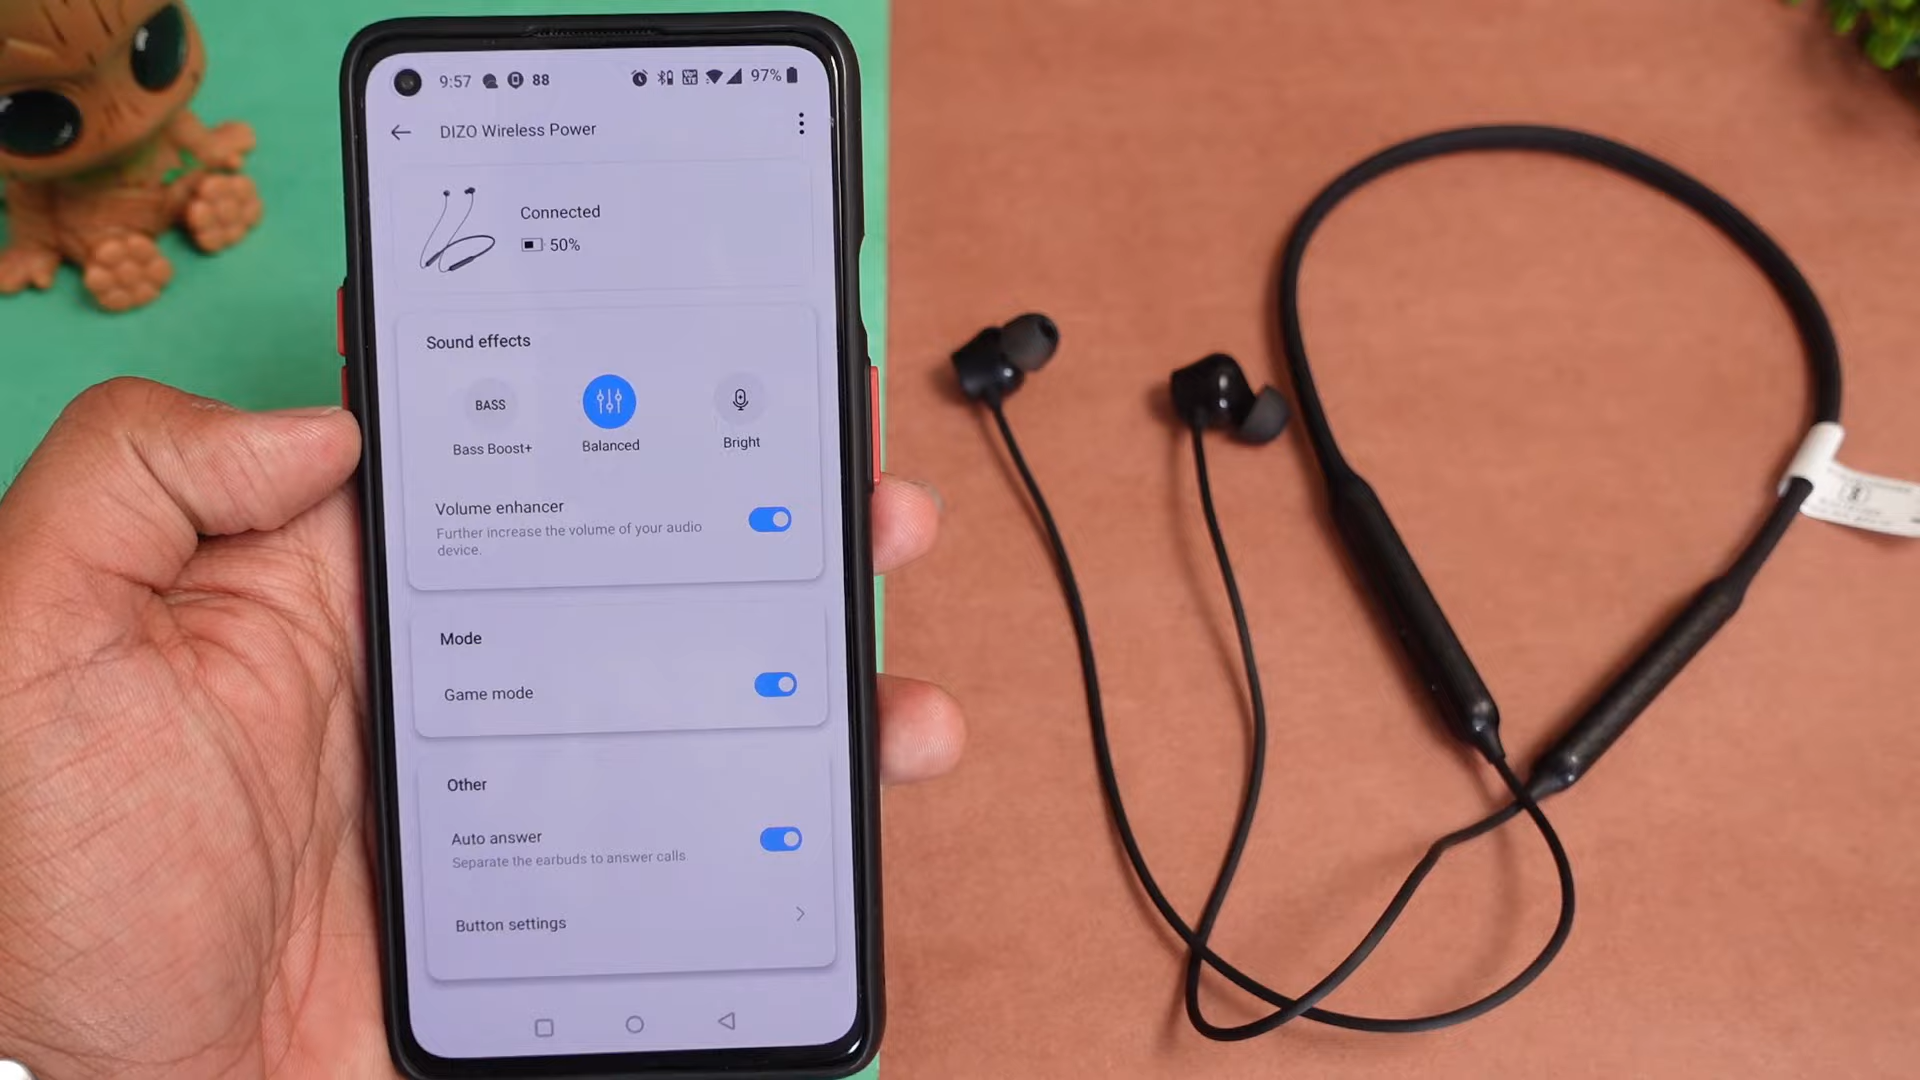 9:57 88 97%
DIZO Wireless Power
Connected
50%
Sound effects
BASS
Bass Boost+ Balanced Bright
Volume enhancer
Further increase the volume of your audio
device.
Mode
Game mode
Other
Auto answer
Separate the earbuds to answer calls
Button settings